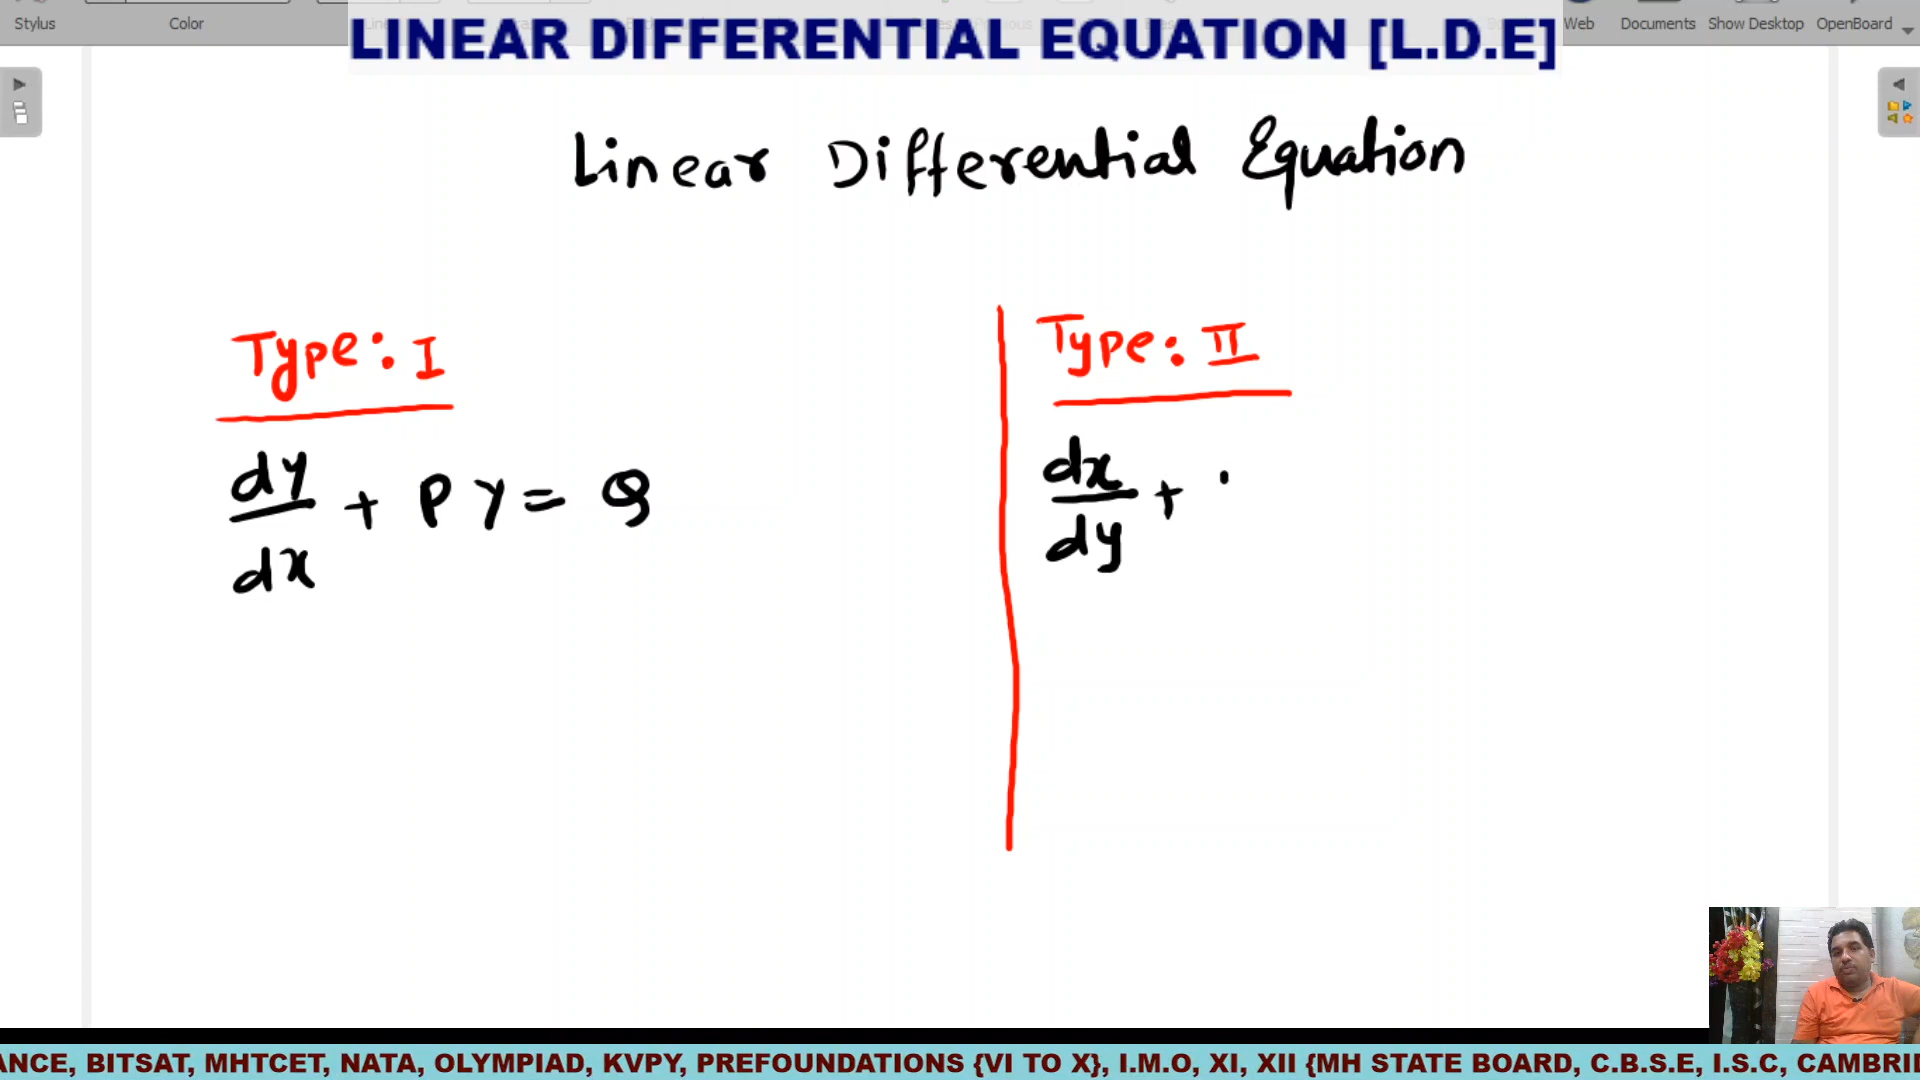 Stylus
Color
LINEAR DIFFERENTIAL EQUATION [L.D.E]
Web
Documents
Show Desktop
OpenBoard
Linear Differential Equation
Type: I
dy/dx + P y = Q
Type: II
dx/dy +
ANCE, BITSAT, MHTCET, NATA, OLYMPIAD, KVPY, PREFOUNDATIONS {VI TO X}, I.M.O, XI, XII {MH STATE BOARD, C.B.S.E, I.S.C, CAMBRI